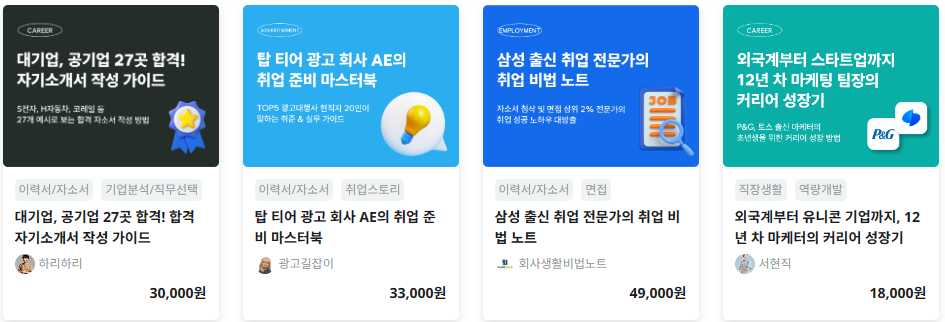 CAREER
대기업, 공기업 27곳 합격!
자기소개서 작성 가이드
S전자, H자동차, 코레일 등
27개 예시로 보는 합격 자소서 작성 방법
이력서/자소서
기업분석/직무선택
대기업, 공기업 27곳 합격! 합격
자기소개서 작성 가이드
하리하리
30,000원
ADVERTISEMENT
탑 티어 광고 회사 AE의
취업 준비 마스터북
TOP5 광고대행사 현직자 20인이
말하는 취준 & 실무 가이드
이력서/자소서
취업스토리
탑 티어 광고 회사 AE의 취업 준
비 마스터북
광고길잡이
33,000원
EMPLOYMENT
삼성 출신 취업 전문가의
취업 비법 노트
자소서 첨삭 및 면접 상위 2% 전문가의
취업 성공 노하우 대방출
JOB
이력서/자소서
면접
삼성 출신 취업 전문가의 취업 비
법 노트
회사생활비법노트
49,000원
CAREER
외국계부터 스타트업까지
12년 차 마케팅 팀장의
커리어 성장기
P&G, 토스 출신 마케터의
초년생을 위한 커리어 성장 방법
P&G
직장생활
역량개발
외국계부터 유니콘 기업까지, 12
년 차 마케터의 커리어 성장기
서현직
18,000원